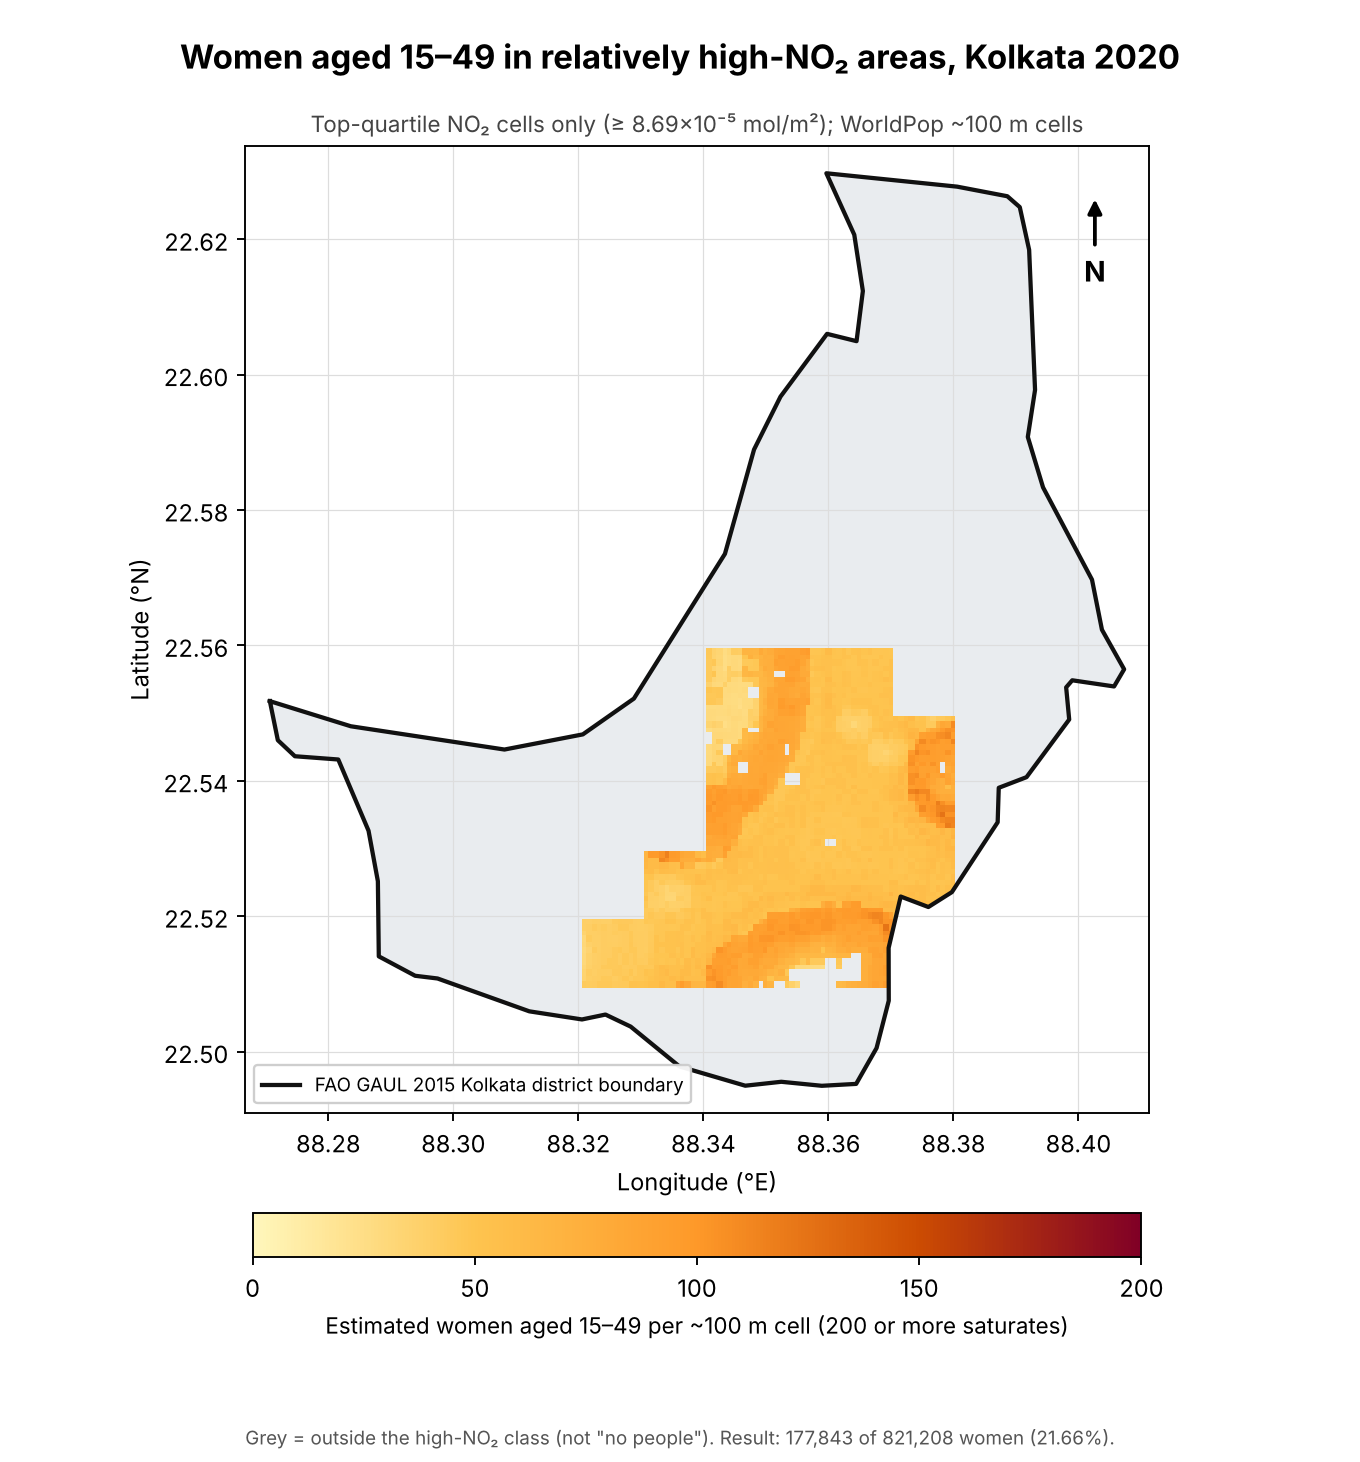 Women aged 15–49 in relatively high-NO₂ areas, Kolkata 2020
Top-quartile NO₂ cells only (≥ 8.69×10⁻⁵ mol/m²); WorldPop ~100 m cells
N
22.62
22.60
22.58
22.56
22.54
22.52
22.50
Latitude (°N)
FAO GAUL 2015 Kolkata district boundary
88.28 88.30 88.32 88.34 88.36 88.38 88.40
Longitude (°E)
0 50 100 150 200
Estimated women aged 15–49 per ~100 m cell (200 or more saturates)
Grey = outside the high-NO₂ class (not "no people"). Result: 177,843 of 821,208 women (21.66%).